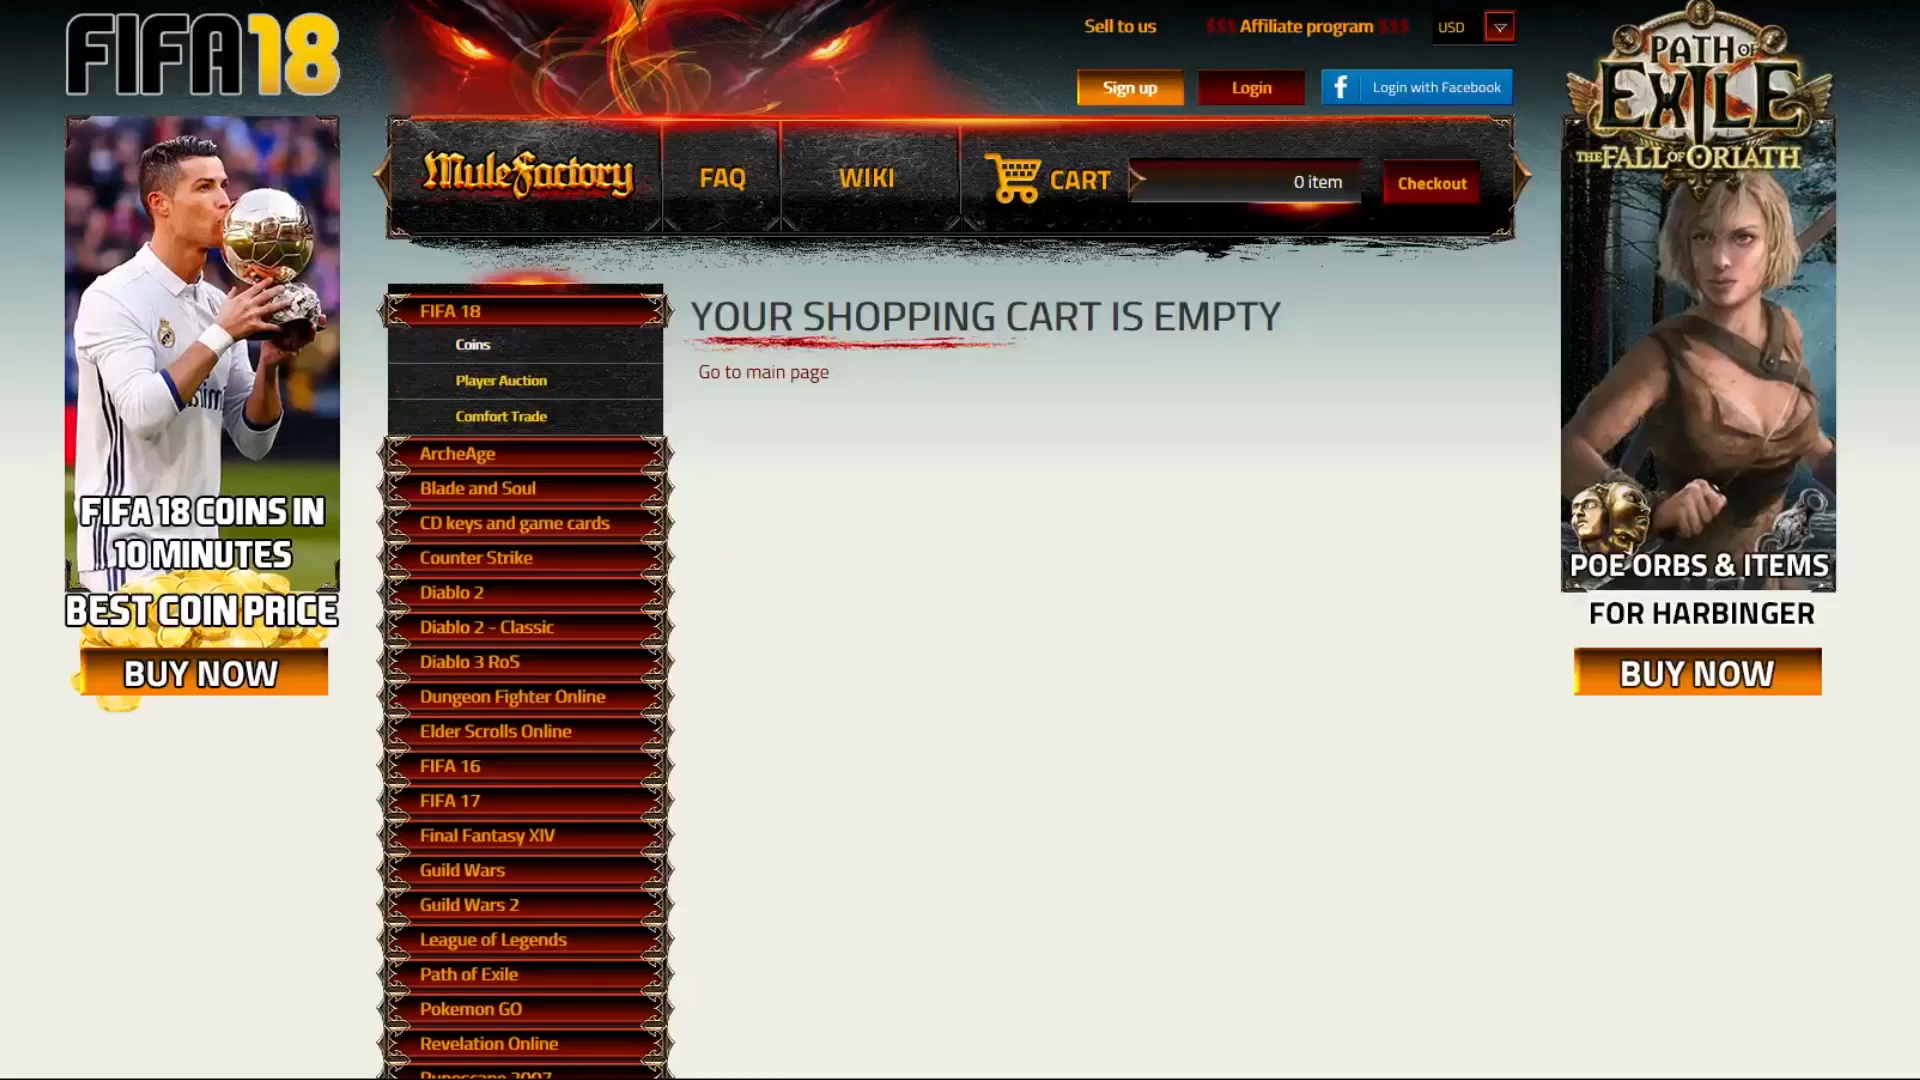 FIFA 18
FIFA 18 COINS IN
10 MINUTES
BEST COIN PRICE
BUY NOW
Sell to us
$$$ Affiliate program $$$
USD
Sign up
Login
f Login with Facebook
MuleFactory
FAQ
WIKI
CART
0 item
Checkout
FIFA 18
Coins
Player Auction
Comfort Trade
ArcheAge
Blade and Soul
CD keys and game cards
Counter Strike
Diablo 2
Diablo 2 - Classic
Diablo 3 RoS
Dungeon Fighter Online
Elder Scrolls Online
FIFA 16
FIFA 17
Final Fantasy XIV
Guild Wars
Guild Wars 2
League of Legends
Path of Exile
Pokemon GO
Revelation Online
Runescape 2007
YOUR SHOPPING CART IS EMPTY
Go to main page
PATH OF
EXILE
THE FALL OF ORIATH
POE ORBS & ITEMS
FOR HARBINGER
BUY NOW